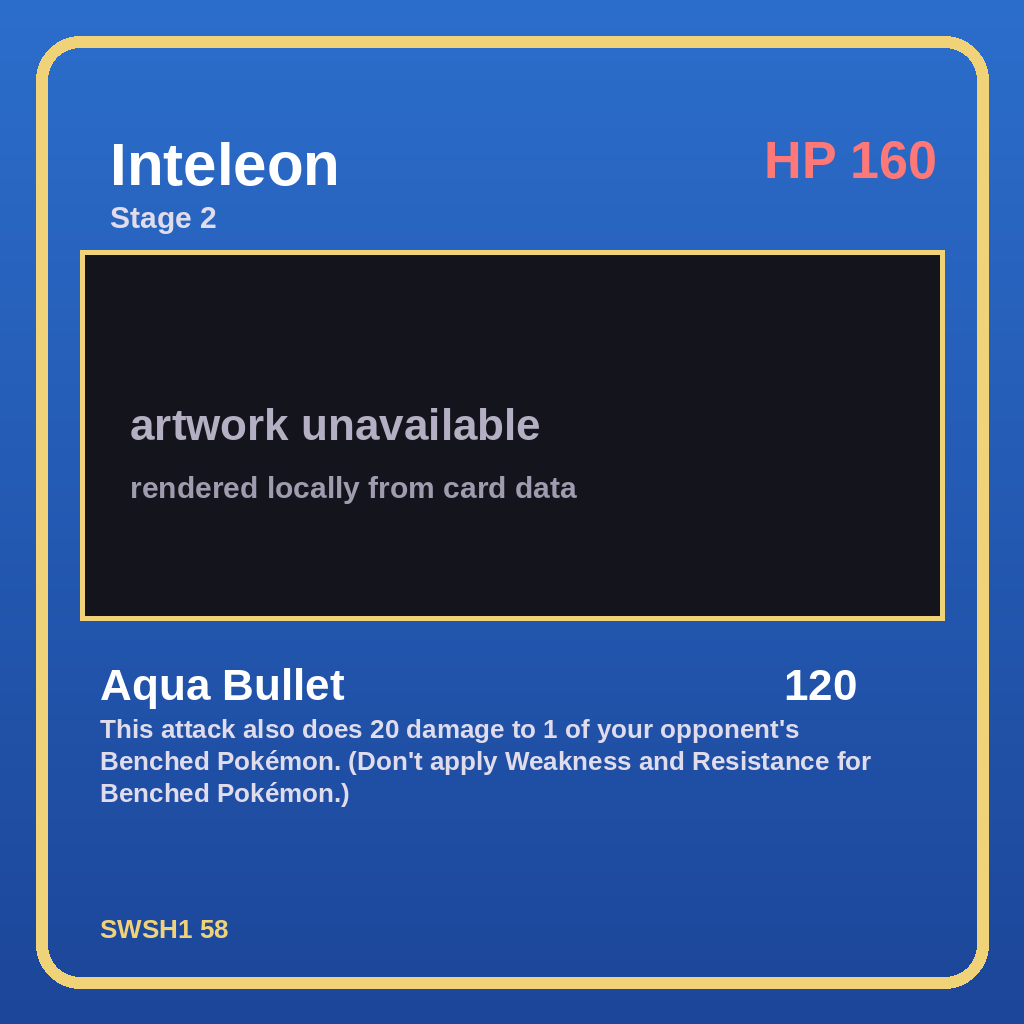 Inteleon
HP 160
Stage 2
artwork unavailable
rendered locally from card data
Aqua Bullet
120
This attack also does 20 damage to 1 of your opponent's
Benched Pokémon. (Don't apply Weakness and Resistance for
Benched Pokémon.)
SWSH1 58